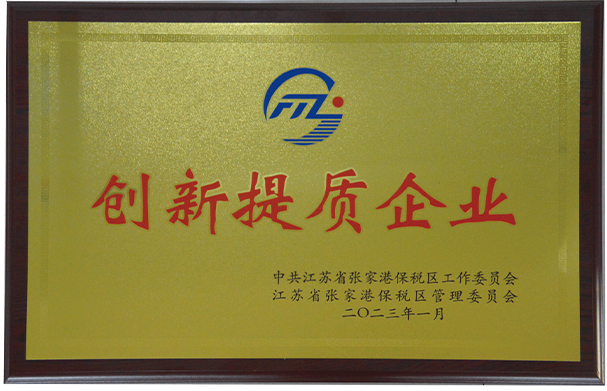 FTZ
创新提质企业
中共江苏省张家港保税区工作委员会
江苏省张家港保税区管理委员会
二〇二三年一月